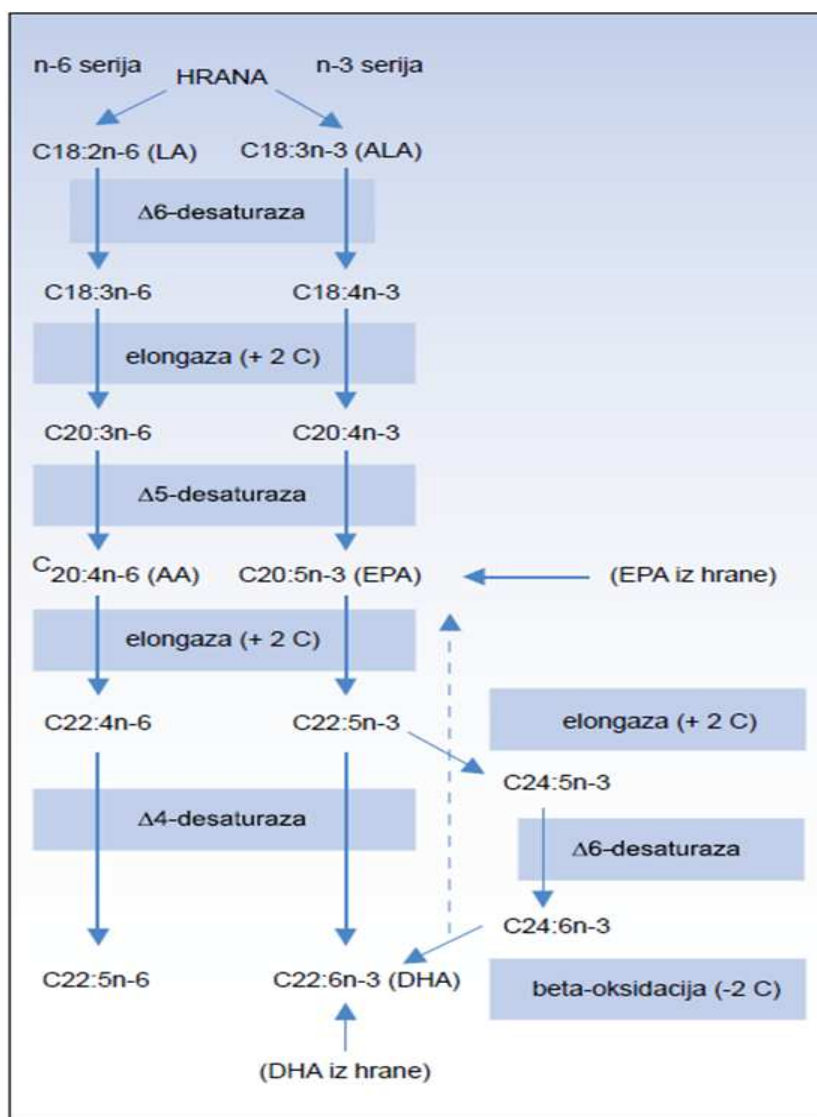 n-6 serija HRANA n-3 serija
C18:2n-6 (LA) C18:3n-3 (ALA)
Δ6-desaturaza
C18:3n-6 C18:4n-3
elongaza (+ 2 C)
C20:3n-6 C20:4n-3
Δ5-desaturaza
C20:4n-6 (AA) C20:5n-3 (EPA) (EPA iz hrane)
elongaza (+ 2 C)
C22:4n-6 C22:5n-3
elongaza (+ 2 C)
C24:5n-3
Δ4-desaturaza
Δ6-desaturaza
C24:6n-3
C22:5n-6 C22:6n-3 (DHA)
beta-oksidacija (-2 C)
(DHA iz hrane)